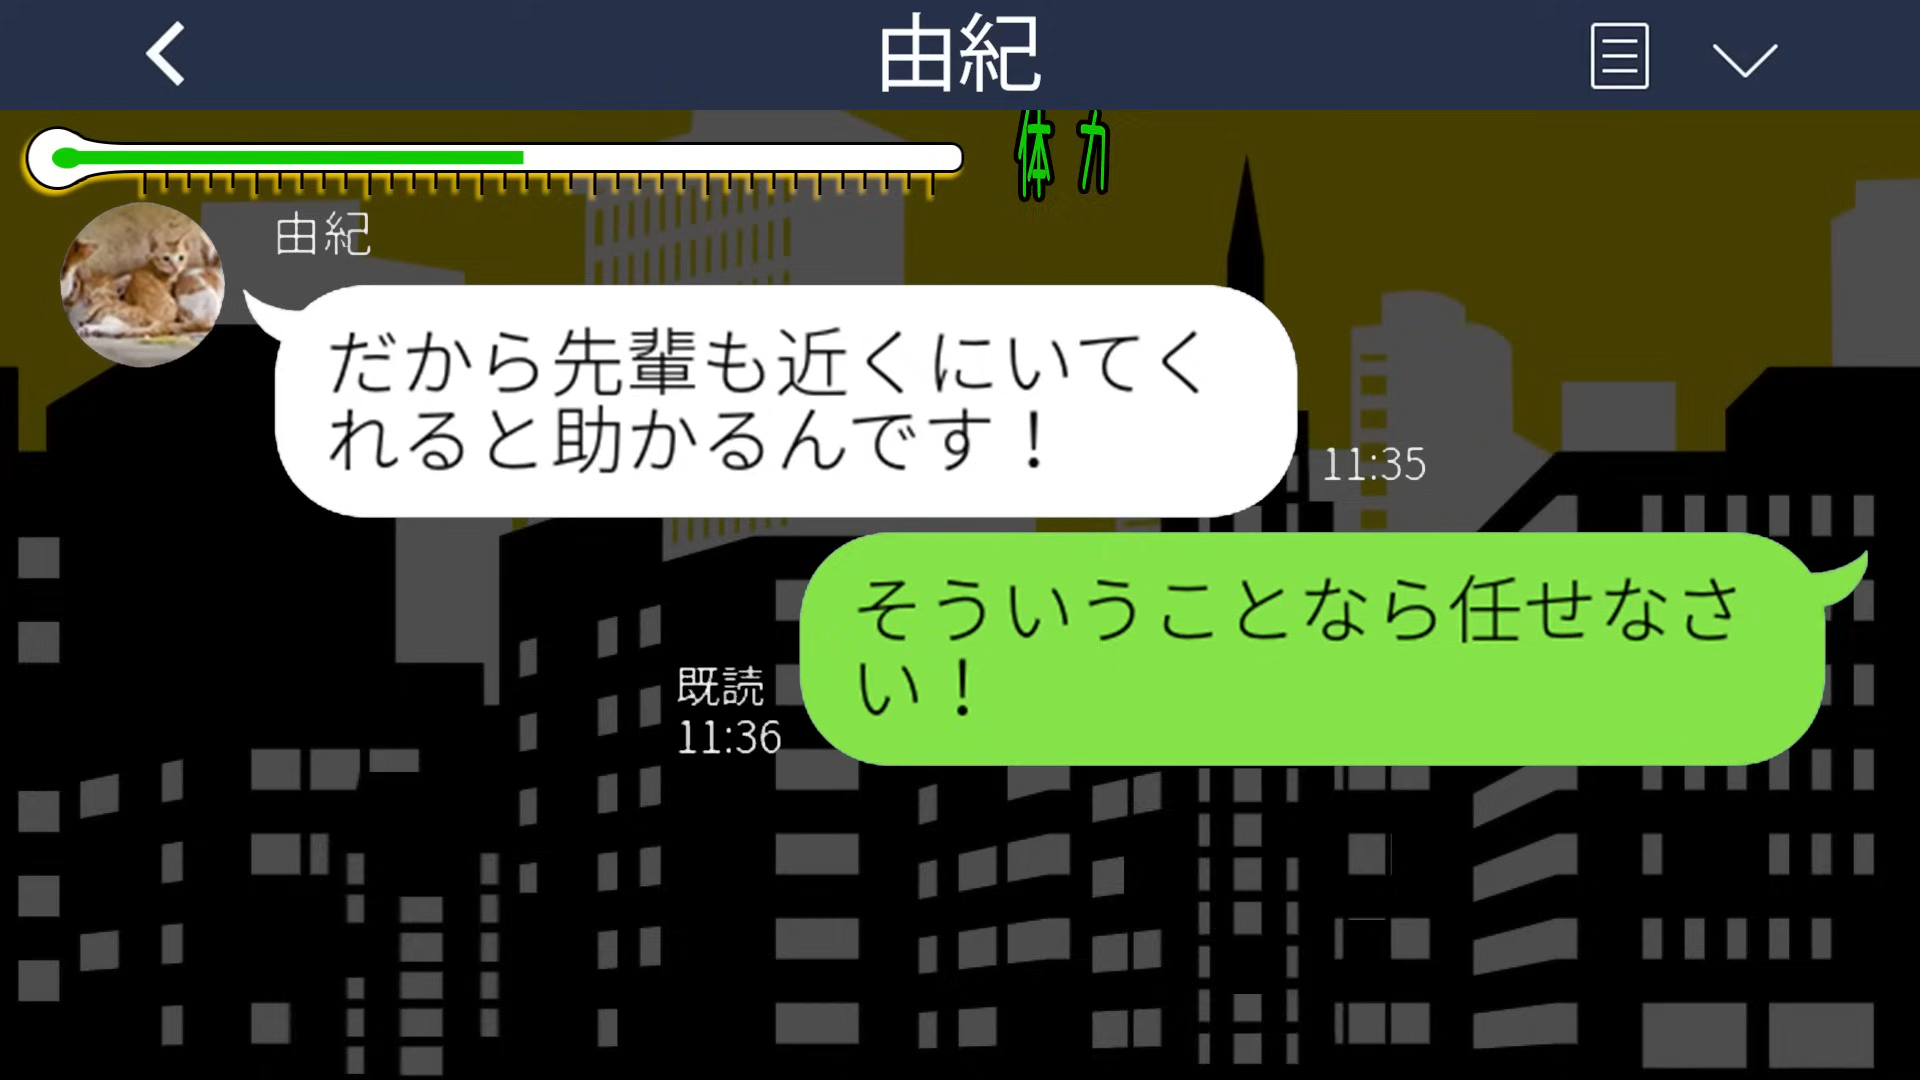 由紀
体力
由紀
だから先輩も近くにいてく
れると助かるんです！
11:35
そういうことなら任せなさ
い！
既読
11:36